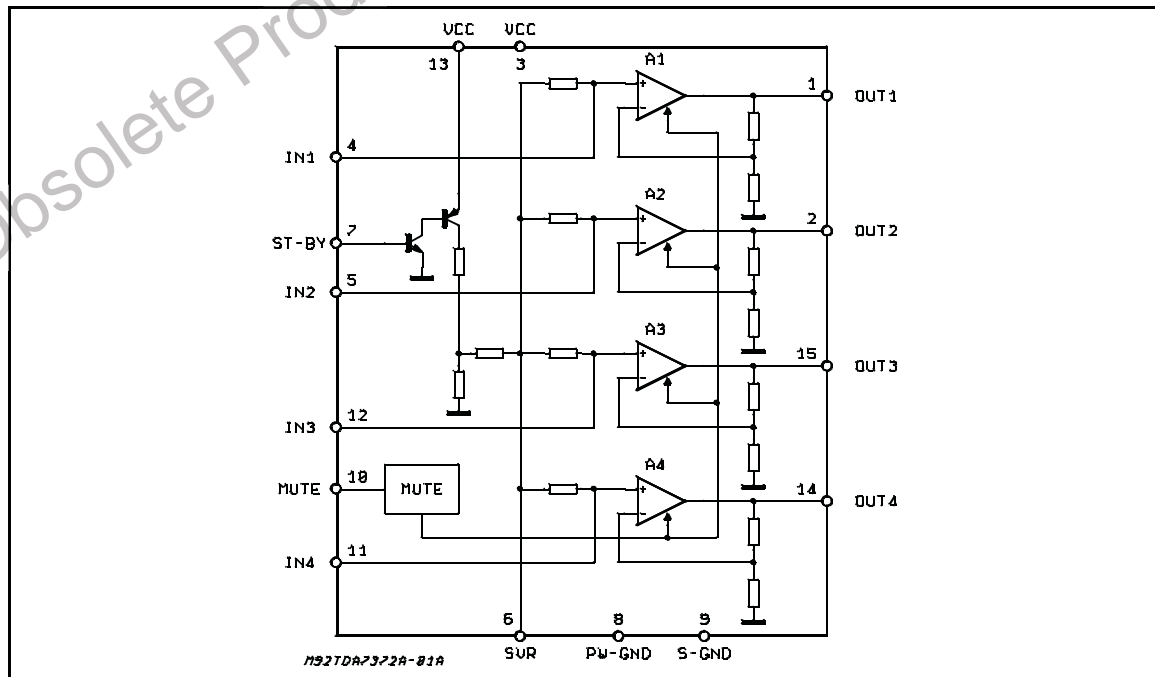 Obsolete Prod
VCC VCC
13 3
A1
1 OUT1
4
IN1
A2
2 OUT2
7
ST-BY
5
IN2
A3
15 OUT3
12
IN3
A4
10
MUTE MUTE
14 OUT4
11
IN4
6 8 9
SVR PW-GND S-GND
M92TDA7372A-01A
+
-
+
-
+
-
+
-